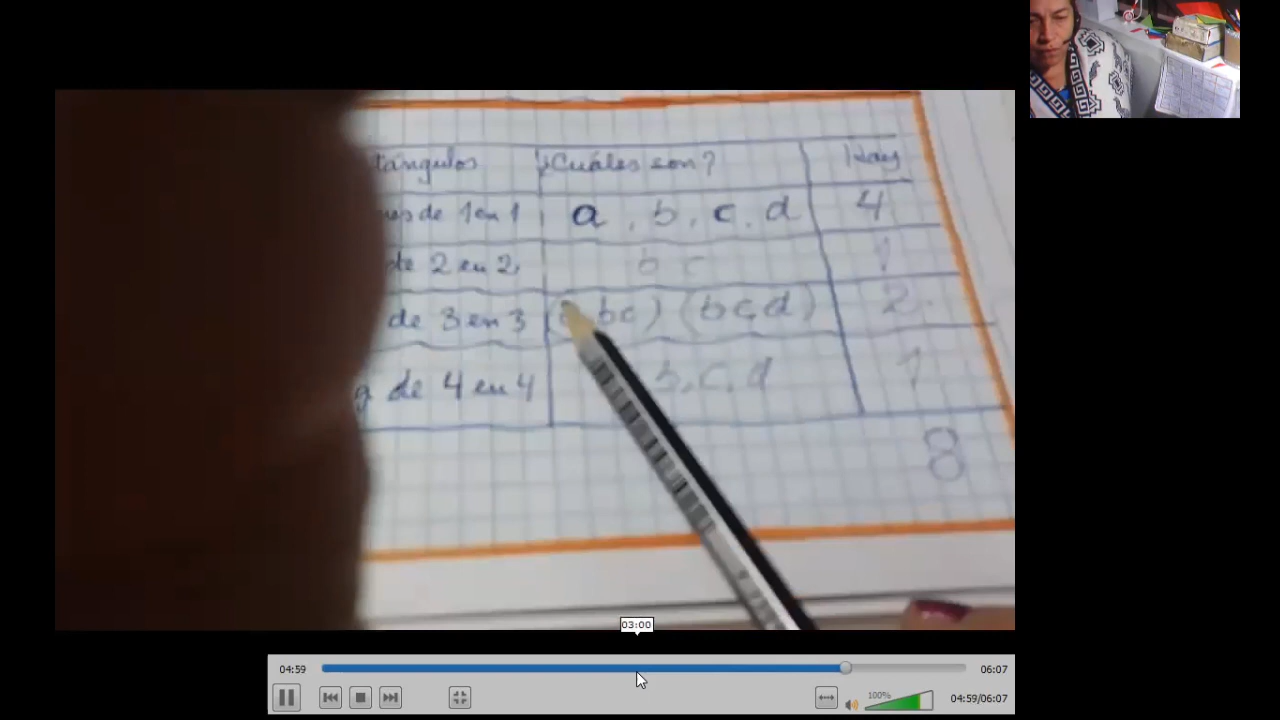 tángulos ¿Cuáles son? Hay
de 1 en 1 a, b, c, d 4
de 2 en 2 b c 1
de 3 en 3 bc) (bc,d) 2
de 4 en 4 b, c, d 1
8
03:00
04:59 06:07
100% 04:59/06:07